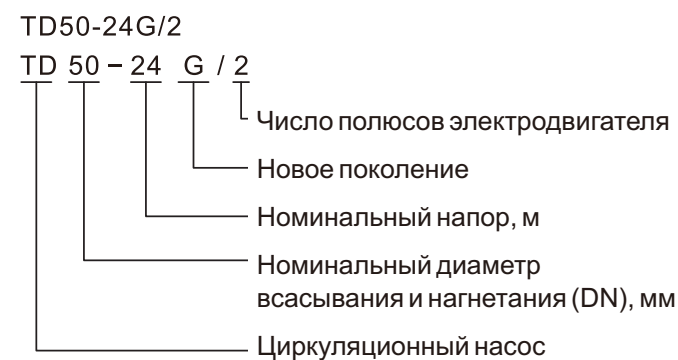 TD50-24G/2
TD 50 – 24 G / 2
Число полюсов электродвигателя
Новое поколение
Номинальный напор, м
Номинальный диаметр
всасывания и нагнетания (DN), мм
Циркуляционный насос